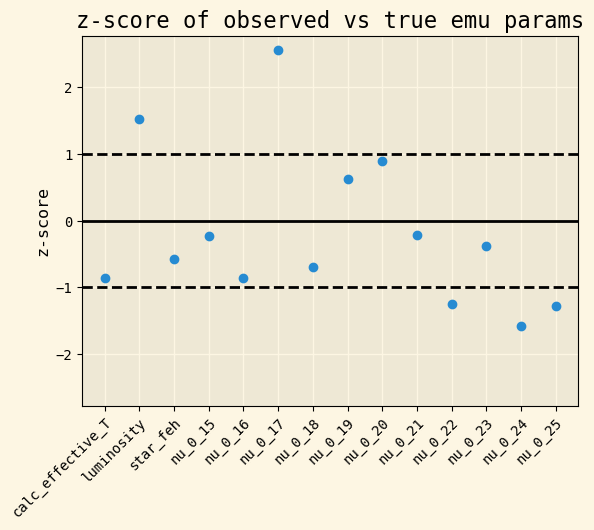 z-score of observed vs true emu params
z-score
2
1
0
−1
−2
calc_effective_T
luminosity
star_feh
nu_0_15
nu_0_16
nu_0_17
nu_0_18
nu_0_19
nu_0_20
nu_0_21
nu_0_22
nu_0_23
nu_0_24
nu_0_25